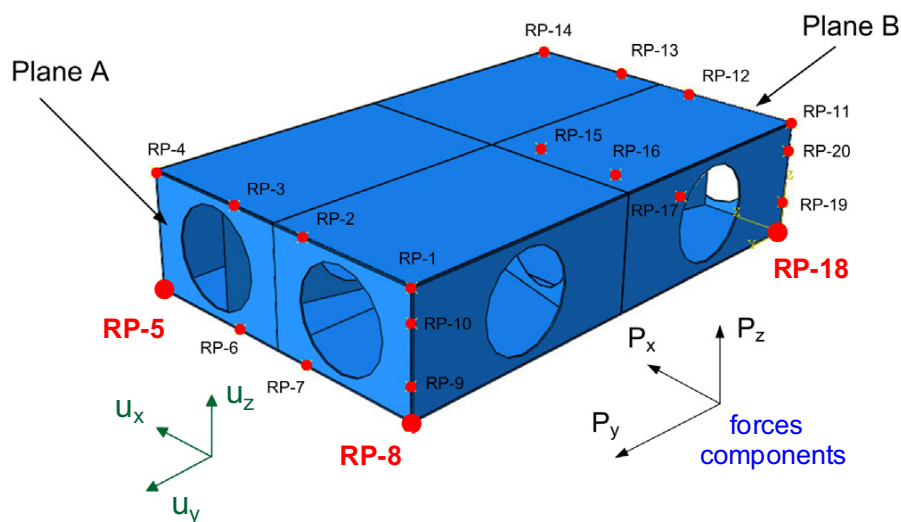 RP-14
RP-13
Plane B
Plane A
RP-12
RP-11
RP-4
RP-15
RP-20
RP-3
RP-16
z
RP-2
RP-17
RP-19
RP-1
RP-18
RP-10
RP-5
RP-6
Px
Pz
RP-7
RP-9
uz
Py
ux
forces
components
RP-8
uy